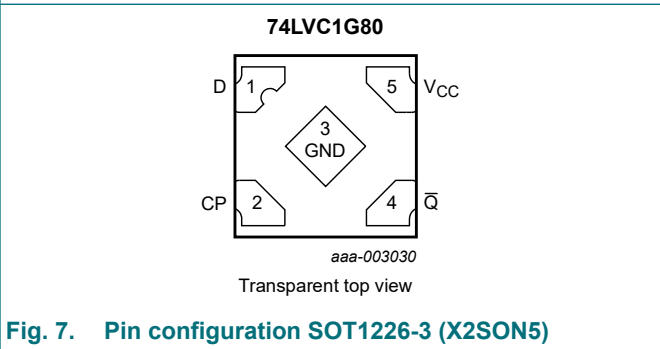 74LVC1G80
D 1 5 VCC
3
GND
CP 2 4 Q̅
aaa-003030
Transparent top view
Fig. 7. Pin configuration SOT1226-3 (X2SON5)